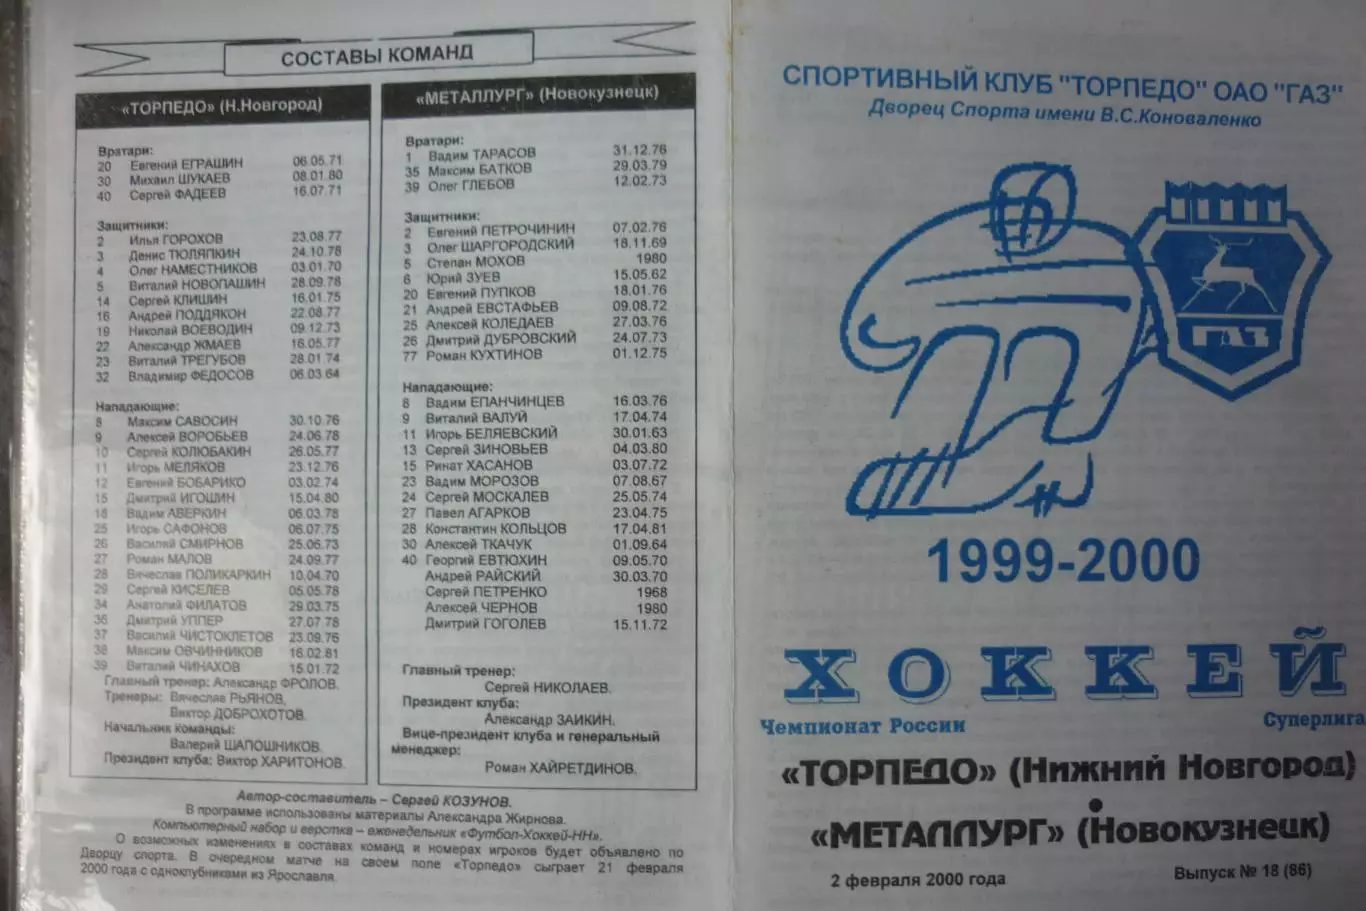 СОСТАВЫ КОМАНД
«ТОРПЕДО» (Н.Новгород)
Вратари:
20 Евгений ЕГРАШИН 06.05.71
30 Михаил ШУКАЕВ 08.01.80
40 Сергей ФАДЕЕВ 16.07.71
Защитники:
2 Илья ГОРОХОВ 23.08.77
3 Денис ТЮЛЯПКИН 24.10.78
4 Олег НАМЕСТНИКОВ 03.01.70
5 Виталий НОВОПАШИН 28.09.78
14 Сергей КЛИШИН 16.01.75
16 Андрей ПОДДЯКОН 22.08.77
19 Николай ВОЕВОДИН 09.12.73
22 Александр ЖМАЕВ 16.05.77
23 Виталий ТРЕГУБОВ 28.01.74
32 Владимир ФЕДОСОВ 06.03.64
Нападающие:
8 Максим САВОСИН 30.10.76
9 Алексей ВОРОБЬЕВ 24.06.78
10 Сергей КОЛЮБАКИН 26.05.77
11 Игорь МЕЛЯКОВ 23.12.76
12 Евгений БОБАРИКО 03.02.74
15 Дмитрий ИГОШИН 15.04.80
18 Вадим АВЕРКИН 06.03.78
25 Игорь САФОНОВ 06.07.75
26 Василий СМИРНОВ 25.06.73
27 Роман МАЛОВ 24.09.77
28 Вячеслав ПОЛИКАРКИН 10.04.70
29 Сергей КИСЕЛЕВ 05.05.78
34 Анатолий ФИЛАТОВ 29.03.75
36 Дмитрий УППЕР 27.07.78
37 Василий ЧИСТОКЛЕТОВ 23.09.76
38 Максим ОВЧИННИКОВ 16.02.81
39 Виталий ЧИНАХОВ 15.01.72
Главный тренер: Александр ФРОЛОВ.
Тренеры: Вячеслав РЬЯНОВ,
Виктор ДОБРОХОТОВ.
Начальник команды:
Валерий ШАПОШНИКОВ.
Президент клуба: Виктор ХАРИТОНОВ.
«МЕТАЛЛУРГ» (Новокузнецк)
Вратари:
1 Вадим ТАРАСОВ 31.12.76
35 Максим БАТКОВ 29.03.79
39 Олег ГЛЕБОВ 12.02.73
Защитники:
2 Евгений ПЕТРОЧИНИН 07.02.76
3 Олег ШАРГОРОДСКИЙ 18.11.69
5 Степан МОХОВ 1980
6 Юрий ЗУЕВ 15.05.62
20 Евгений ПУПКОВ 18.01.76
21 Андрей ЕВСТАФЬЕВ 09.08.72
25 Алексей КОЛЕДАЕВ 27.03.76
26 Дмитрий ДУБРОВСКИЙ 24.07.73
77 Роман КУХТИНОВ 01.12.75
Нападающие:
8 Вадим ЕПАНЧИНЦЕВ 16.03.76
9 Виталий ВАЛУЙ 17.04.74
11 Игорь БЕЛЯЕВСКИЙ 30.01.63
13 Сергей ЗИНОВЬЕВ 04.03.80
15 Ринат ХАСАНОВ 03.07.72
23 Вадим МОРОЗОВ 07.08.67
24 Сергей МОСКАЛЕВ 25.05.74
27 Павел АГАРКОВ 23.04.75
28 Константин КОЛЬЦОВ 17.04.81
30 Алексей ТКАЧУК 01.09.64
40 Георгий ЕВТЮХИН 09.05.70
Андрей РАЙСКИЙ 30.03.70
Сергей ПЕТРЕНКО 1968
Алексей ЧЕРНОВ 1980
Дмитрий ГОГОЛЕВ 15.11.72
Главный тренер:
Сергей НИКОЛАЕВ.
Президент клуба:
Александр ЗАИКИН.
Вице-президент клуба и генеральный
менеджер:
Роман ХАЙРЕТДИНОВ.
Автор-составитель – Сергей КОЗУНОВ.
В программе использованы материалы Александра Жирнова.
Компьютерный набор и верстка – еженедельник «Футбол-Хоккей-НН».
О возможных изменениях в составах команд и номерах игроков будет объявлено по
Дворцу спорта. В очередном матче на своем поле «Торпедо» сыграет 21 февраля
2000 года с одноклубниками из Ярославля.
СПОРТИВНЫЙ КЛУБ "ТОРПЕДО" ОАО "ГАЗ"
Дворец Спорта имени В.С.Коноваленко
ГАЗ
1999-2000
ХОККЕЙ
Чемпионат России Суперлига
«ТОРПЕДО» (Нижний Новгород)
•
«МЕТАЛЛУРГ» (Новокузнецк)
2 февраля 2000 года Выпуск № 18 (86)